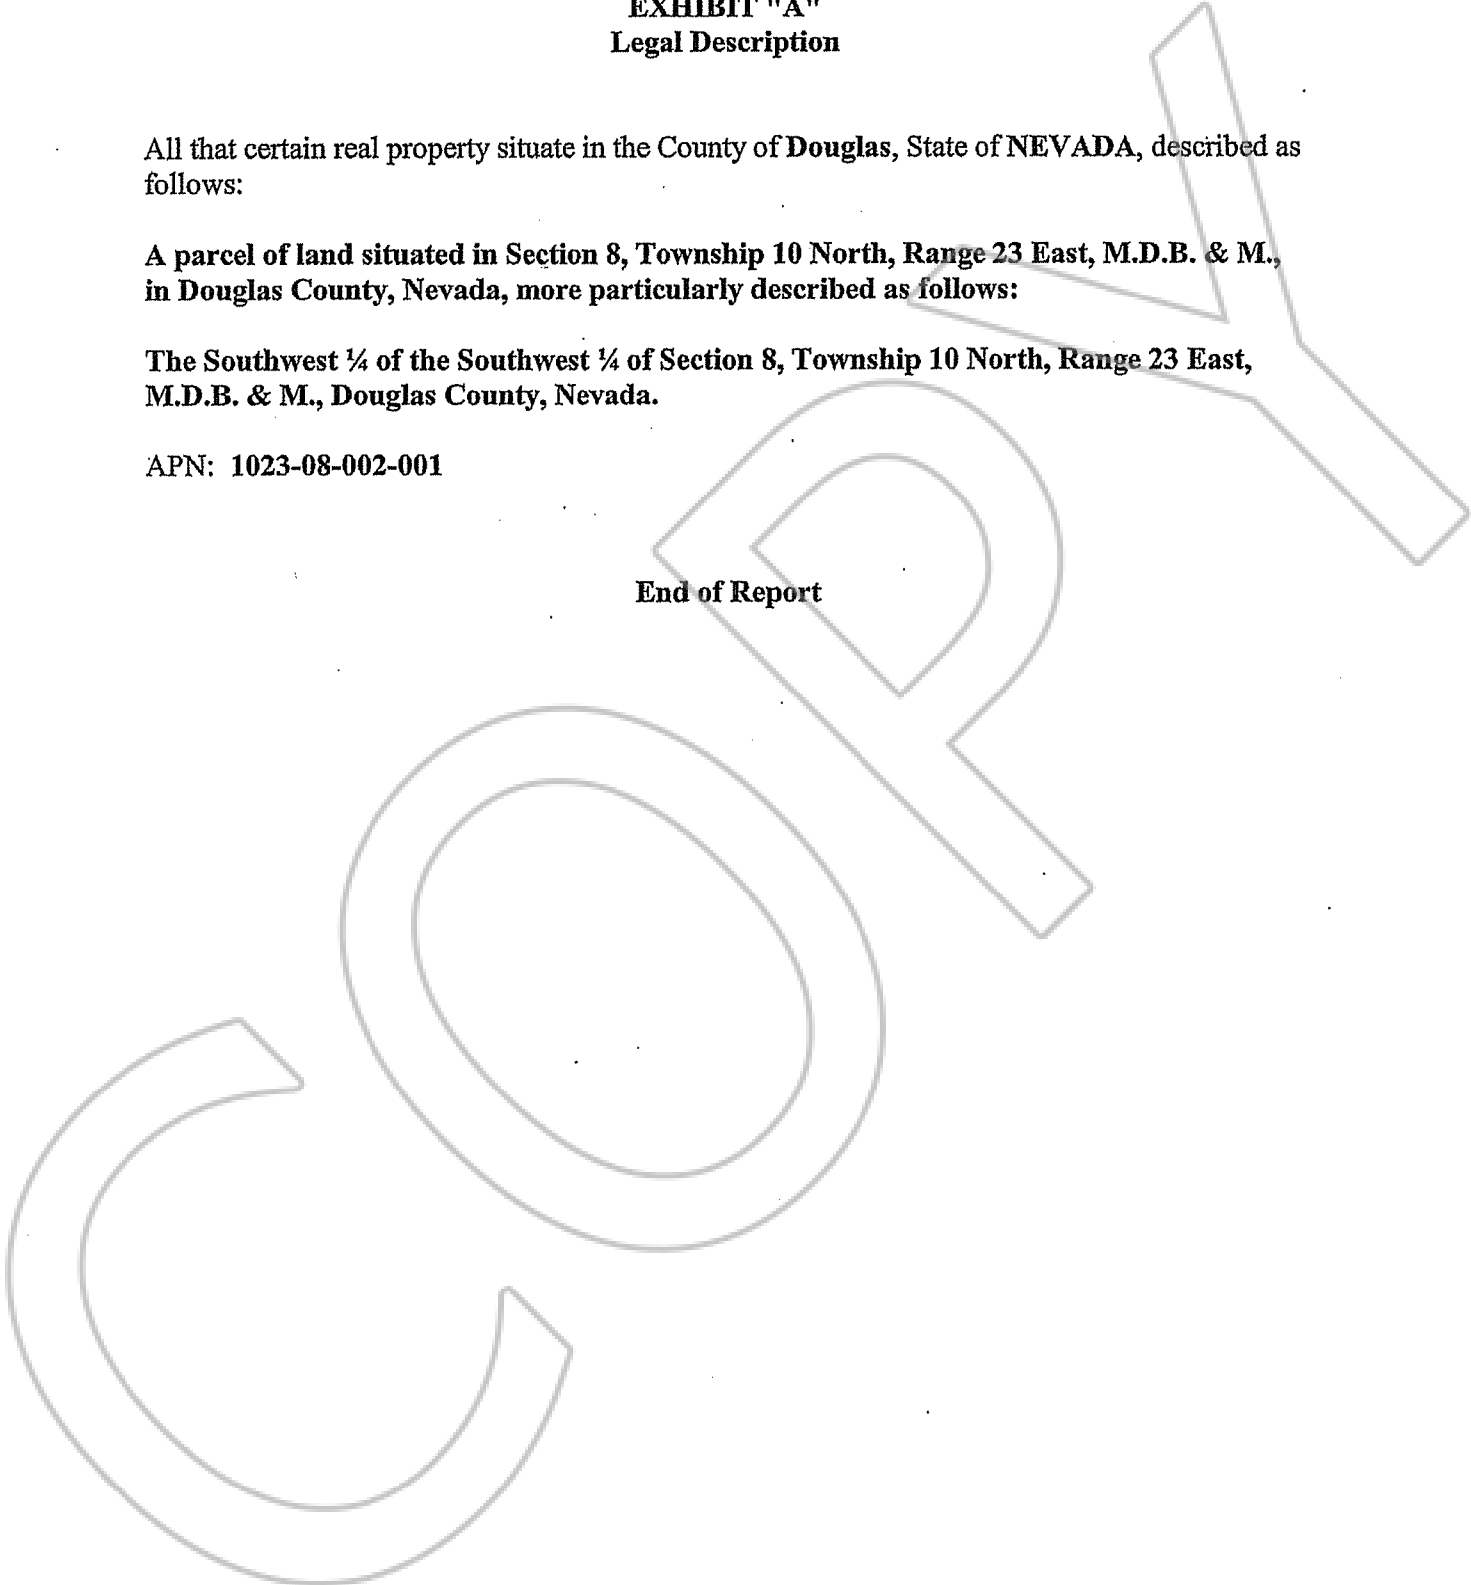 EXHIBIT "A"
Legal Description
All that certain real property situate in the County of Douglas, State of NEVADA, described as
follows:
A parcel of land situated in Section 8, Township 10 North, Range 23 East, M.D.B. & M.,
in Douglas County, Nevada, more particularly described as follows:
The Southwest ¼ of the Southwest ¼ of Section 8, Township 10 North, Range 23 East,
M.D.B. & M., Douglas County, Nevada.
APN: 1023-08-002-001
End of Report
COPY